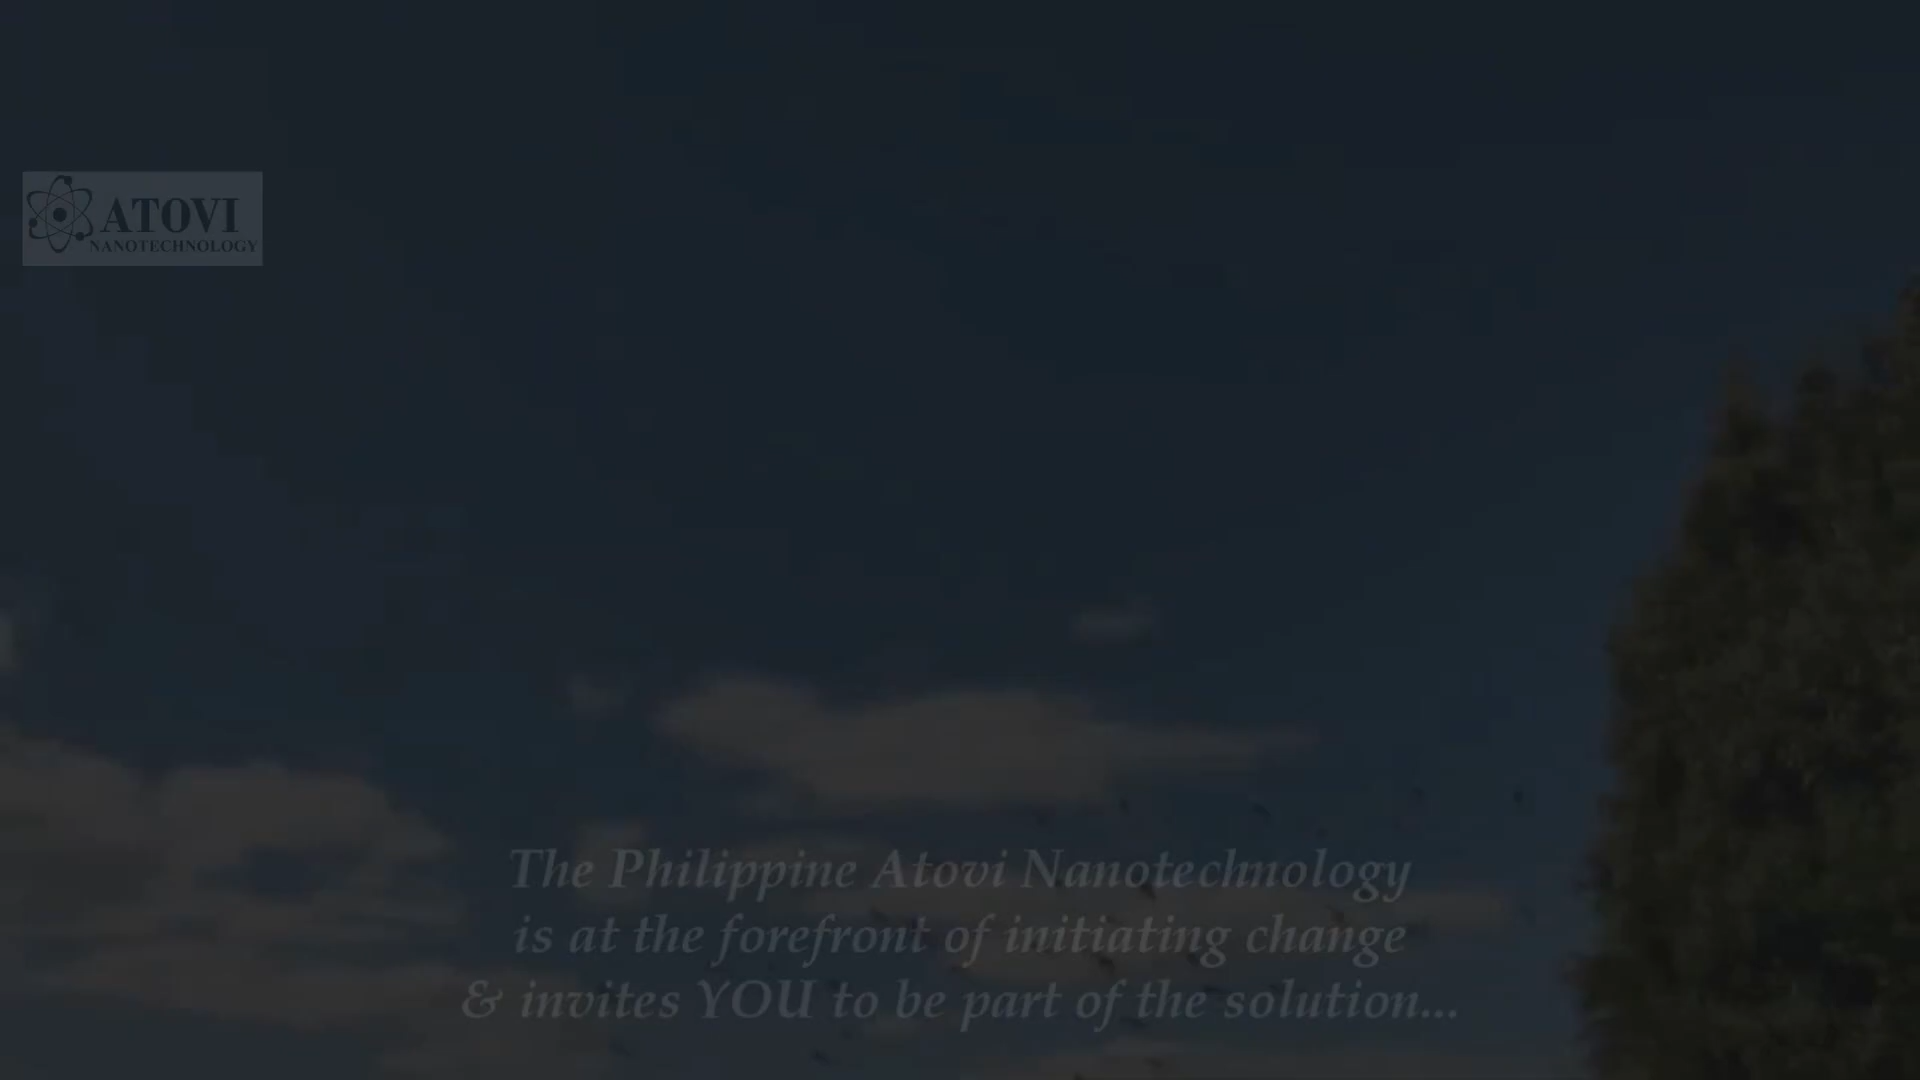 ATOVI
NANOTECHNOLOGY
The Philippine Atovi Nanotechnology
is at the forefront of initiating change
& invites YOU to be part of the solution...